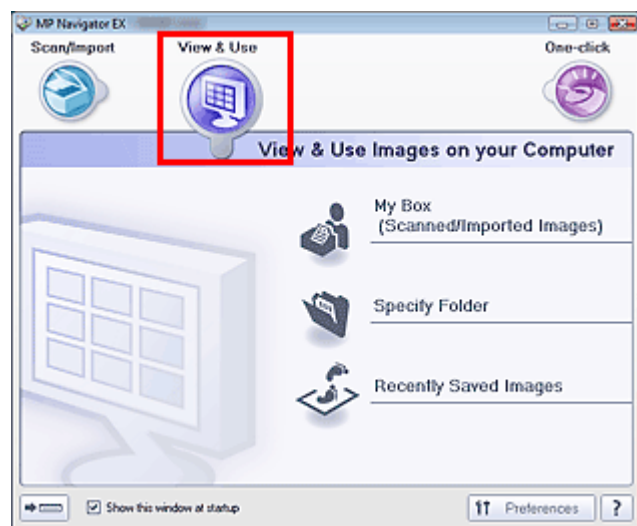 MP Navigator EX
Scan/Import
View & Use
One-click
View & Use Images on your Computer
My Box
(Scanned/Imported Images)
Specify Folder
Recently Saved Images
Show this window at startup
Preferences
?